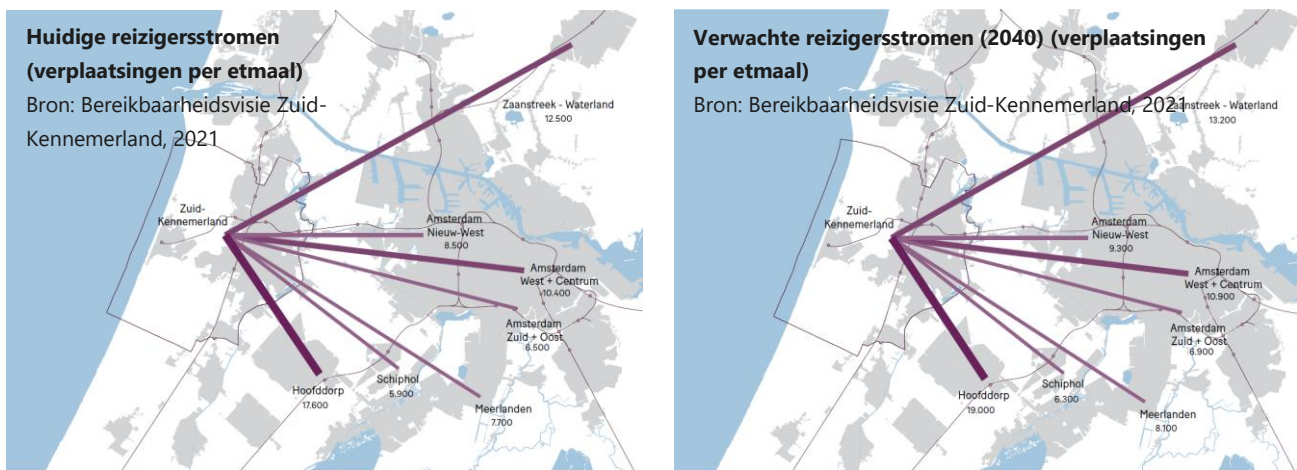 Huidige reizigersstromen
(verplaatsingen per etmaal)
Bron: Bereikbaarheidsvisie Zuid-
Kennemerland, 2021
Zaanstreek - Waterland
12.500
Zuid-
Kennemerland
Amsterdam
Nieuw-West
8.500
Amsterdam
West + Centrum
10.400
Amsterdam
Zuid + Oost
6.500
Schiphol
5.900
Hoofddorp
17.600
Meerlanden
7.700
Verwachte reizigersstromen (2040) (verplaatsingen
per etmaal)
Bron: Bereikbaarheidsvisie Zuid-Kennemerland, 2021
Zaanstreek - Waterland
13.200
Zuid-
Kennemerland
Amsterdam
Nieuw-West
9.300
Amsterdam
West + Centrum
10.900
Amsterdam
Zuid + Oost
6.900
Schiphol
6.300
Hoofddorp
19.000
Meerlanden
8.100